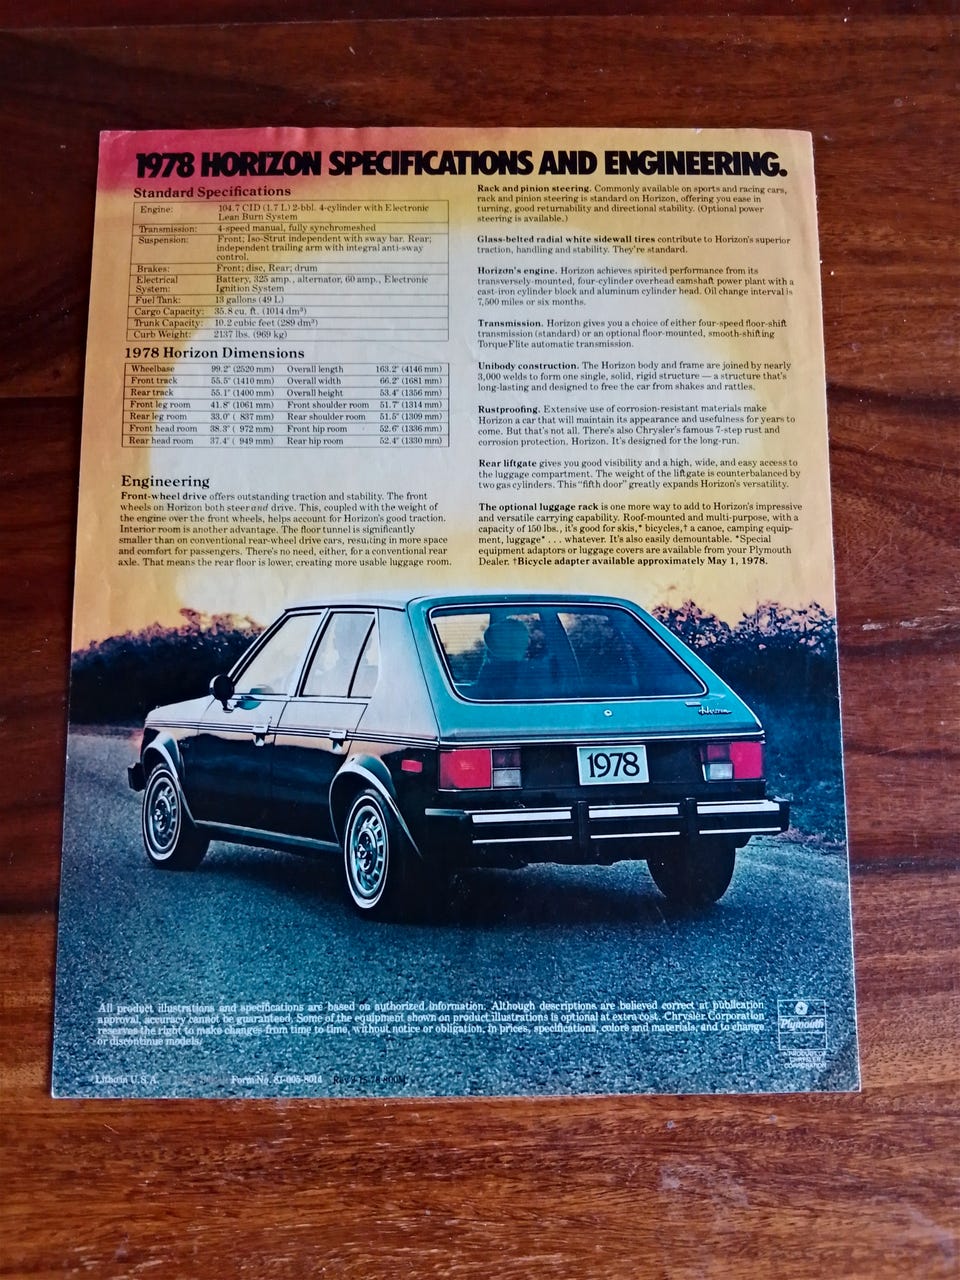 1978 HORIZON SPECIFICATIONS AND ENGINEERING.
Standard Specifications
Engine: 104.7 CID (1.7 L) 2-bbl. 4-cylinder with Electronic
Lean Burn System
Transmission: 4-speed manual, fully synchromeshed
Suspension: Front; Iso-Strut independent with sway bar. Rear;
independent trailing arm with integral anti-sway
control.
Brakes: Front; disc, Rear; drum
Electrical Battery, 325 amp., alternator, 60 amp., Electronic
System: Ignition System
Fuel Tank: 13 gallons (49 L)
Cargo Capacity: 35.8 cu. ft. (1014 dm³)
Trunk Capacity: 10.2 cubic feet (289 dm³)
Curb Weight: 2137 lbs. (969 kg)
1978 Horizon Dimensions
Wheelbase 99.2" (2520 mm) Overall length 163.2" (4146 mm)
Front track 55.5" (1410 mm) Overall width 66.2" (1681 mm)
Rear track 55.1" (1400 mm) Overall height 53.4" (1356 mm)
Front leg room 41.8" (1061 mm) Front shoulder room 51.7" (1314 mm)
Rear leg room 33.0" ( 837 mm) Rear shoulder room 51.5" (1309 mm)
Front head room 38.3" ( 972 mm) Front hip room 52.6" (1336 mm)
Rear head room 37.4" ( 949 mm) Rear hip room 52.4" (1330 mm)
Engineering
Front-wheel drive offers outstanding traction and stability. The front
wheels on Horizon both steer and drive. This, coupled with the weight of
the engine over the front wheels, helps account for Horizon's good traction.
Interior room is another advantage. The floor tunnel is significantly
smaller than on conventional rear-wheel drive cars, resulting in more space
and comfort for passengers. There's no need, either, for a conventional rear
axle. That means the rear floor is lower, creating more usable luggage room.
Rack and pinion steering. Commonly available on sports and racing cars,
rack and pinion steering is standard on Horizon, offering you ease in
turning, good returnability and directional stability. (Optional power
steering is available.)
Glass-belted radial white sidewall tires contribute to Horizon's superior
traction, handling and stability. They're standard.
Horizon's engine. Horizon achieves spirited performance from its
transversely-mounted, four-cylinder overhead camshaft power plant with a
cast-iron cylinder block and aluminum cylinder head. Oil change interval is
7,500 miles or six months.
Transmission. Horizon gives you a choice of either four-speed floor-shift
transmission (standard) or an optional floor-mounted, smooth-shifting
TorqueFlite automatic transmission.
Unibody construction. The Horizon body and frame are joined by nearly
3,000 welds to form one single, solid, rigid structure — a structure that's
long-lasting and designed to free the car from shakes and rattles.
Rustproofing. Extensive use of corrosion-resistant materials make
Horizon a car that will maintain its appearance and usefulness for years to
come. But that's not all. There's also Chrysler's famous 7-step rust and
corrosion protection. Horizon. It's designed for the long-run.
Rear liftgate gives you good visibility and a high, wide, and easy access to
the luggage compartment. The weight of the liftgate is counterbalanced by
two gas cylinders. This "fifth door" greatly expands Horizon's versatility.
The optional luggage rack is one more way to add to Horizon's impressive
and versatile carrying capability. Roof-mounted and multi-purpose, with a
capacity of 150 lbs., it's good for skis,* bicycles,† a canoe, camping equip-
ment, luggage* . . . whatever. It's also easily demountable. *Special
equipment adaptors or luggage covers are available from your Plymouth
Dealer. †Bicycle adapter available approximately May 1, 1978.
Horizon
1978
All product illustrations and specifications are based on authorized information. Although descriptions are believed correct at publication
approval, accuracy cannot be guaranteed. Some of the equipment shown on product illustrations is optional at extra cost. Chrysler Corporation
reserves the right to make changes from time to time, without notice or obligation, in prices, specifications, colors and materials, and to change
or discontinue models.
Plymouth
A PRODUCT OF
CHRYSLER
CORPORATION
Litho in U.S.A. Form No. 81-005-8014